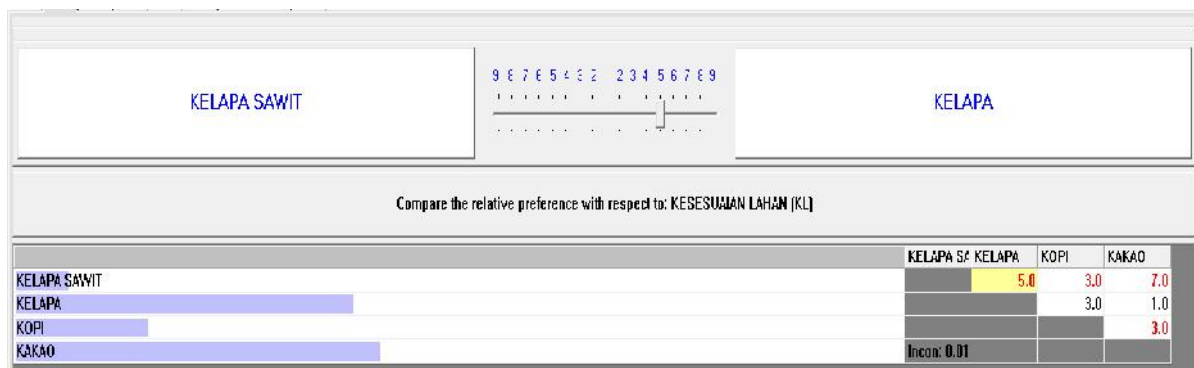 KELAPA SAWIT
9 8 7 6 5 4 3 2 2 3 4 5 6 7 8 9
KELAPA
Compare the relative preference with respect to: KESESUAIAN LAHAN (KL)
KELAPA SA KELAPA KOPI KAKAO
KELAPA SAWIT 5.0 3.0 7.0
KELAPA 3.0 1.0
KOPI 3.0
KAKAO Incon: 0.01